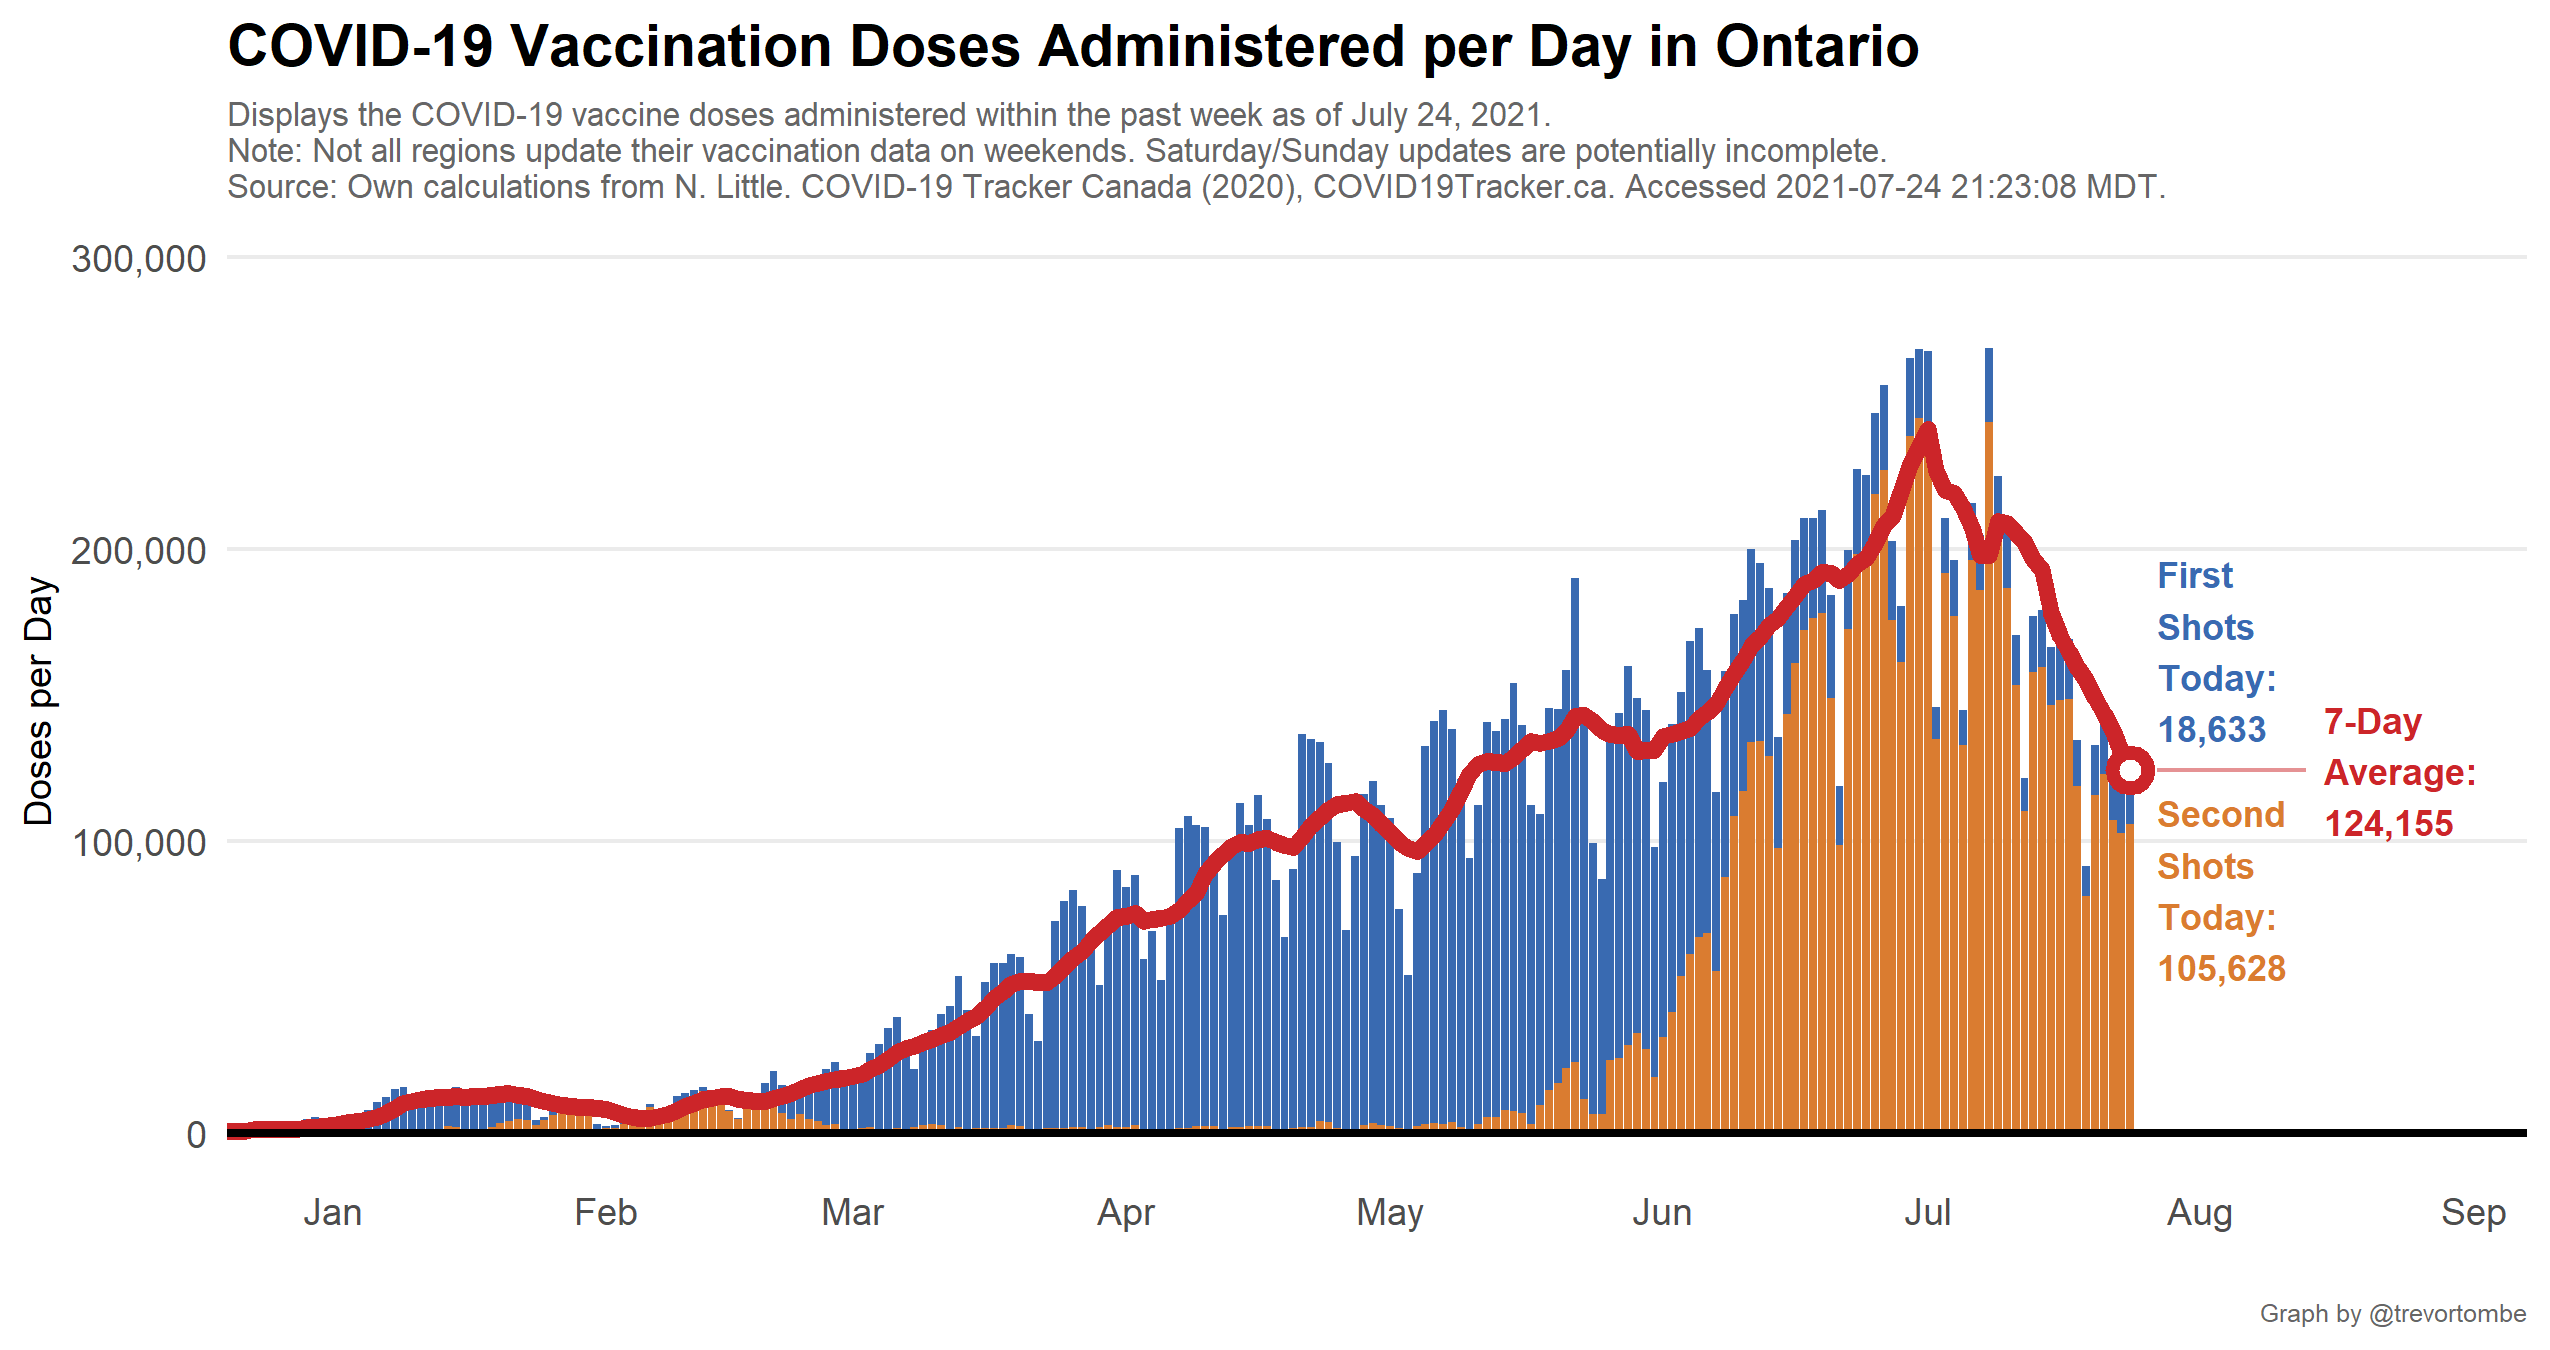 COVID-19 Vaccination Doses Administered per Day in Ontario
Displays the COVID-19 vaccine doses administered within the past week as of July 24, 2021.
Note: Not all regions update their vaccination data on weekends. Saturday/Sunday updates are potentially incomplete.
Source: Own calculations from N. Little. COVID-19 Tracker Canada (2020), COVID19Tracker.ca. Accessed 2021-07-24 21:23:08 MDT.
Doses per Day
300,000
200,000
100,000
0
First
Shots
Today:
18,633
7-Day
Average:
124,155
Second
Shots
Today:
105,628
Jan
Feb
Mar
Apr
May
Jun
Jul
Aug
Sep
Graph by @trevortombe